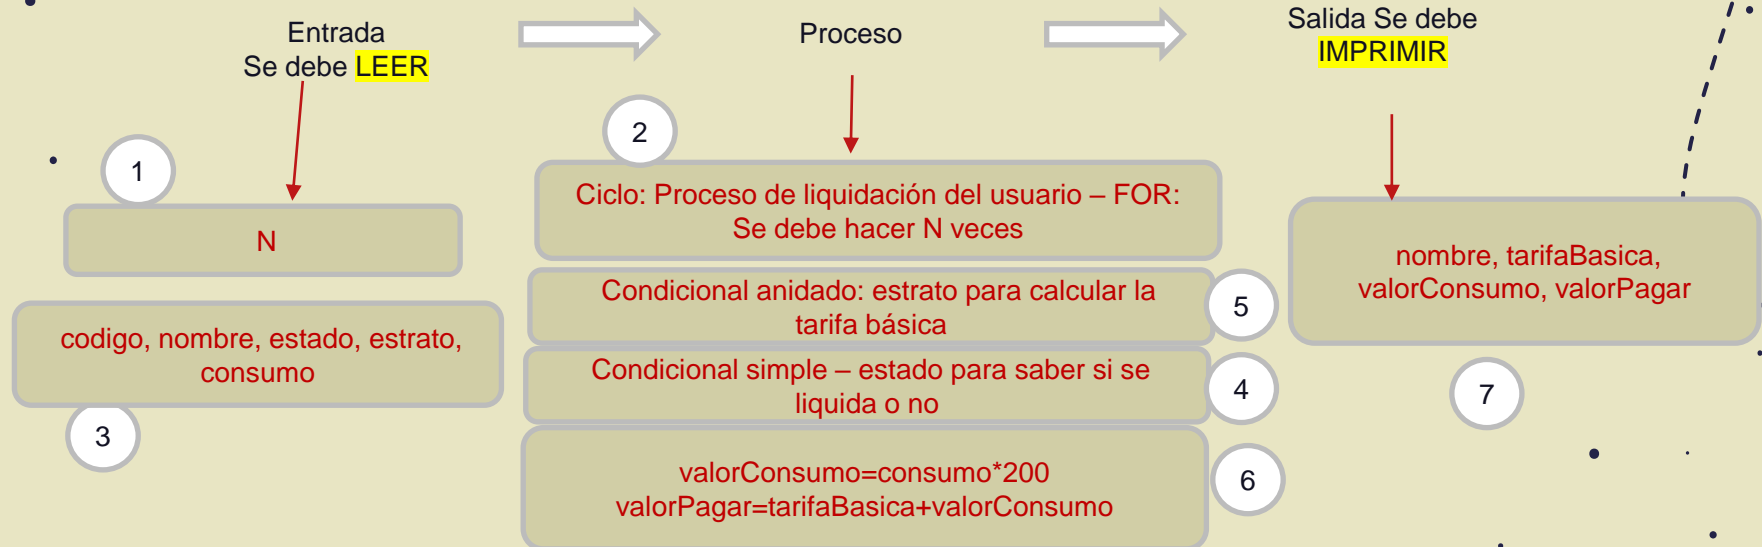 Entrada
Se debe LEER
Proceso
Salida Se debe
IMPRIMIR
1
N
codigo, nombre, estado, estrato,
consumo
3
2
Ciclo: Proceso de liquidación del usuario – FOR:
Se debe hacer N veces
Condicional anidado: estrato para calcular la
tarifa básica
5
Condicional simple – estado para saber si se
liquida o no
4
valorConsumo=consumo*200
valorPagar=tarifaBasica+valorConsumo
6
nombre, tarifaBasica,
valorConsumo, valorPagar
7